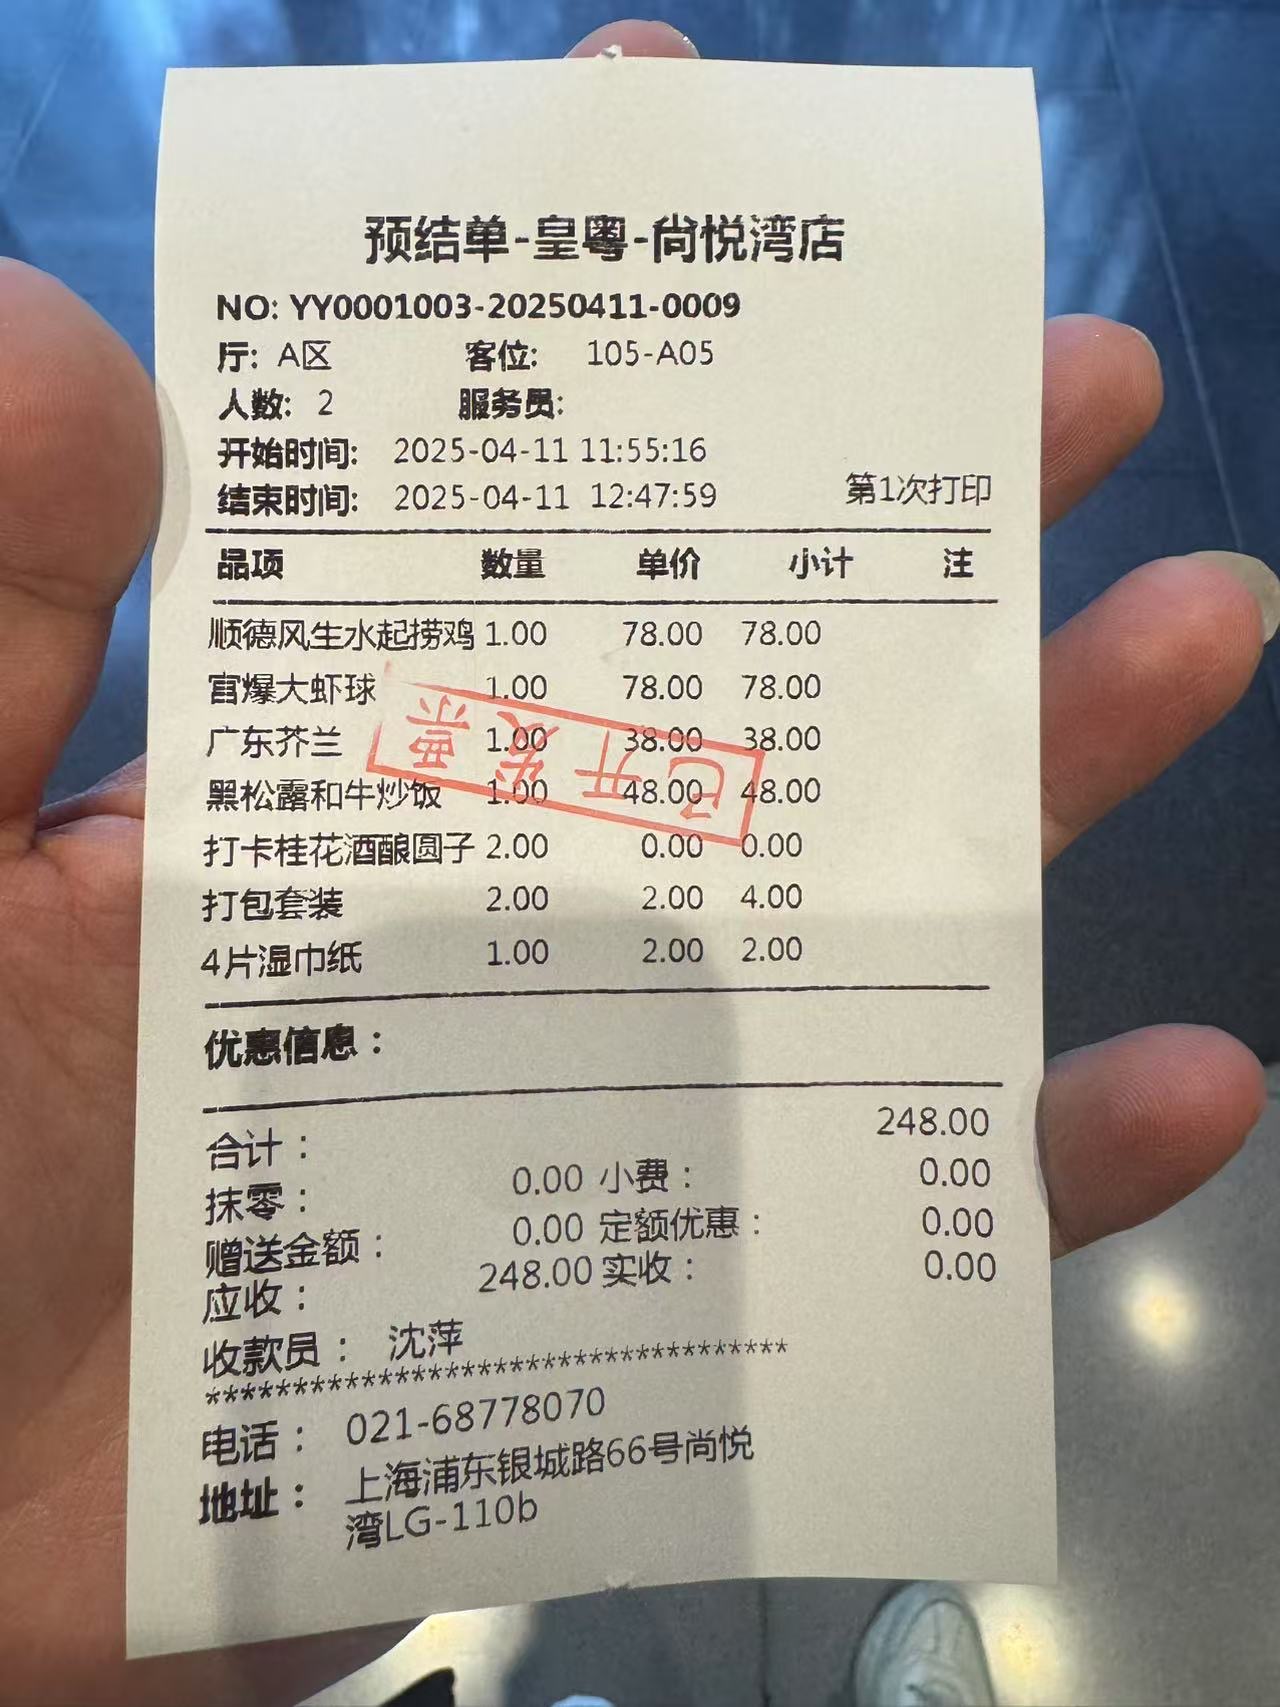 预结单-皇粤-尚悦湾店
NO: YY0001003-20250411-0009
厅: A区 客位: 105-A05
人数: 2 服务员:
开始时间: 2025-04-11 11:55:16
结束时间: 2025-04-11 12:47:59 第1次打印
品项 数量 单价 小计 注
顺德风生水起捞鸡 1.00 78.00 78.00
宫爆大虾球 1.00 78.00 78.00
广东芥兰 1.00 38.00 38.00
黑松露和牛炒饭 1.00 48.00 48.00
已开发票
打卡桂花酒酿圆子 2.00 0.00 0.00
打包套装 2.00 2.00 4.00
4片湿巾纸 1.00 2.00 2.00
优惠信息：
合计： 248.00
抹零： 0.00 小费： 0.00
赠送金额： 0.00 定额优惠： 0.00
应收： 248.00 实收： 0.00
收款员： 沈萍
****************************************
电话： 021-68778070
地址： 上海浦东银城路66号尚悦
湾LG-110b